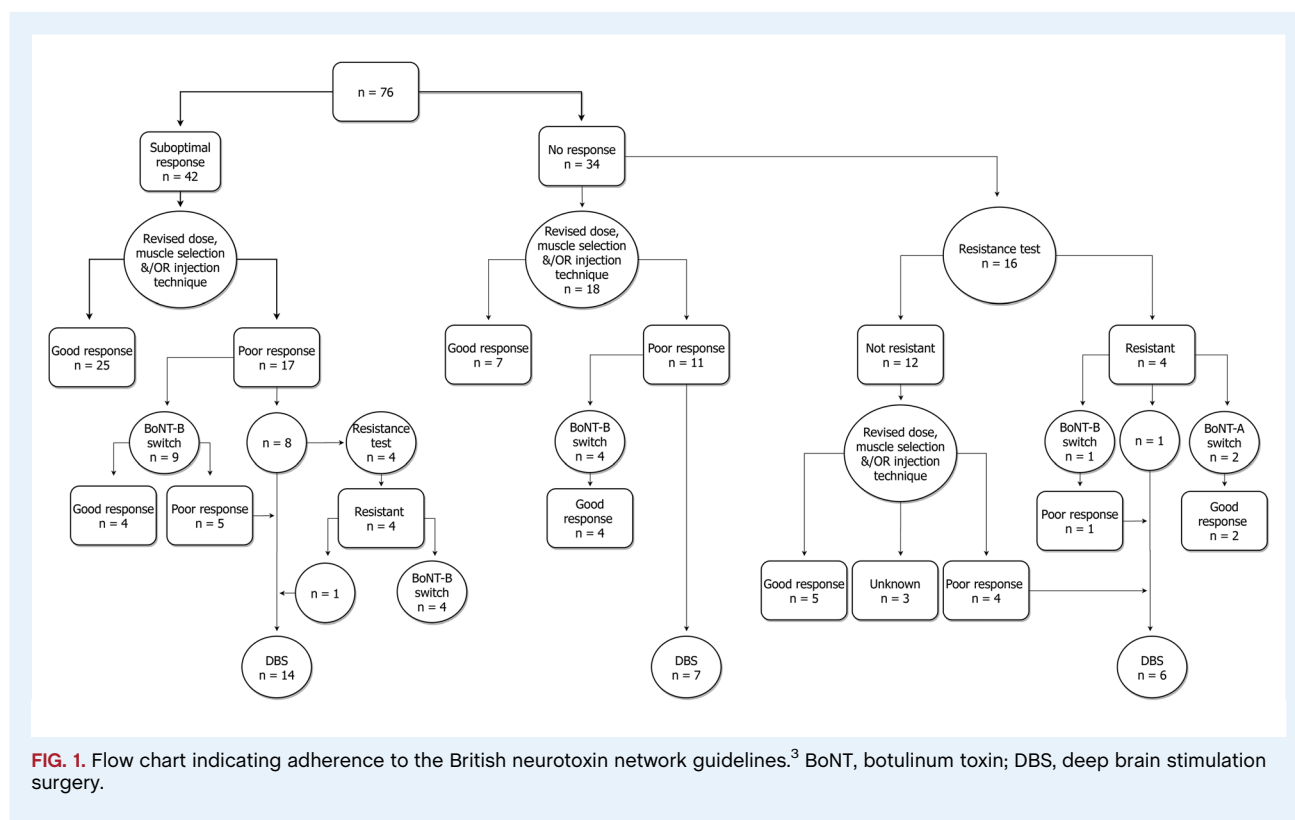 n = 76
Suboptimal
response
n = 42
No response
n = 34
Revised dose,
muscle selection
&/OR injection
technique
Revised dose,
muscle selection
&/OR injection
technique
n = 18
Resistance test
n = 16
Good response
n = 25
Poor response
n = 17
Good response
n = 7
Poor response
n = 11
Not resistant
n = 12
Resistant
n = 4
BoNT-B
switch
n = 9
n = 8
Resistance
test
n = 4
BoNT-B
switch
n = 4
Revised dose,
muscle selection
&/OR injection
technique
BoNT-B
switch
n = 1
n = 1
BoNT-A
switch
n = 2
Good response
n = 4
Poor response
n = 5
Resistant
n = 4
Good
response
n = 4
Poor response
n = 1
Good
response
n = 2
n = 1
BoNT-B
switch
n = 4
Good response
n = 5
Unknown
n = 3
Poor response
n = 4
DBS
n = 14
DBS
n = 7
DBS
n = 6
FIG. 1. Flow chart indicating adherence to the British neurotoxin network guidelines.3 BoNT, botulinum toxin; DBS, deep brain stimulation
surgery.